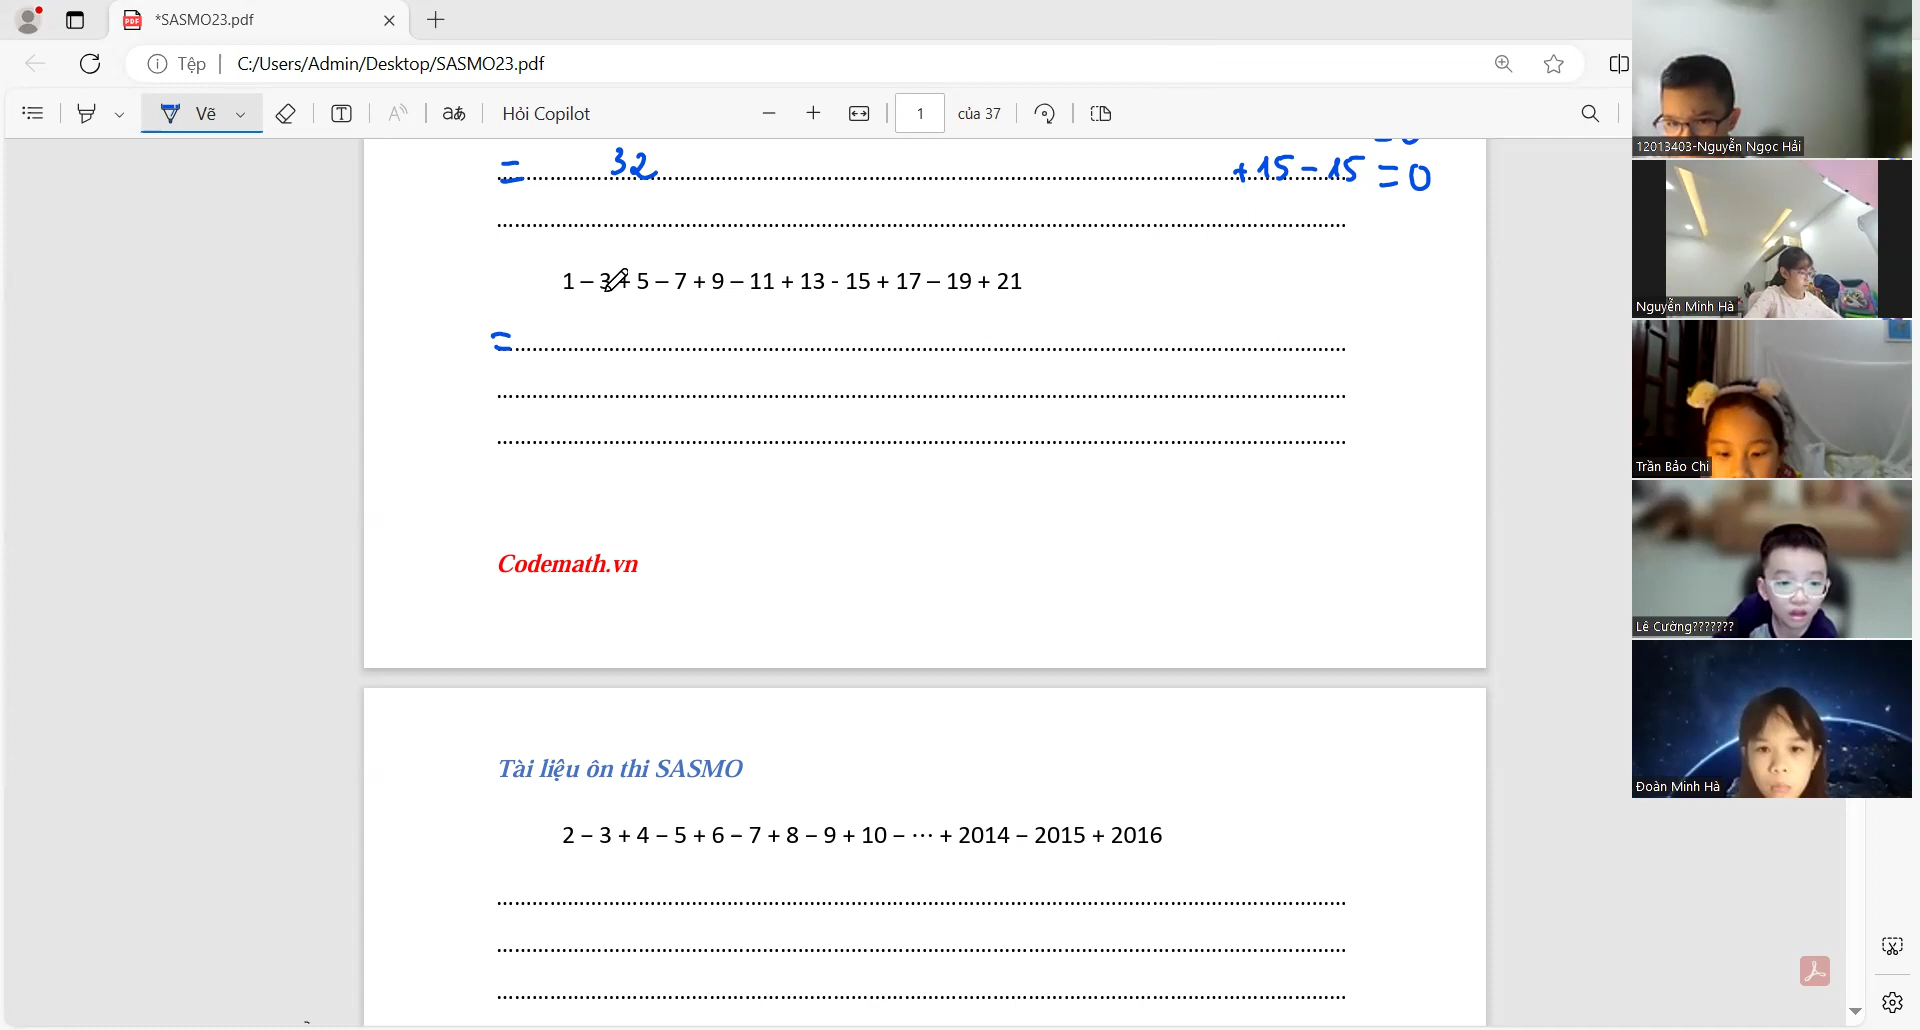 *SASMO23.pdf
Tệp C:/Users/Admin/Desktop/SASMO23.pdf
Vẽ Hỏi Copilot 1 của 37
= 32 + 15 – 15 = 0
1 – 3 + 5 – 7 + 9 – 11 + 13 - 15 + 17 – 19 + 21
=
Codemath.vn
Tài liệu ôn thi SASMO
2 – 3 + 4 – 5 + 6 – 7 + 8 – 9 + 10 – ⋯ + 2014 – 2015 + 2016
12013403-Nguyễn Ngọc Hải
Nguyễn Minh Hà
Trần Bảo Chi
Lê Cường???????
Đoàn Minh Hà